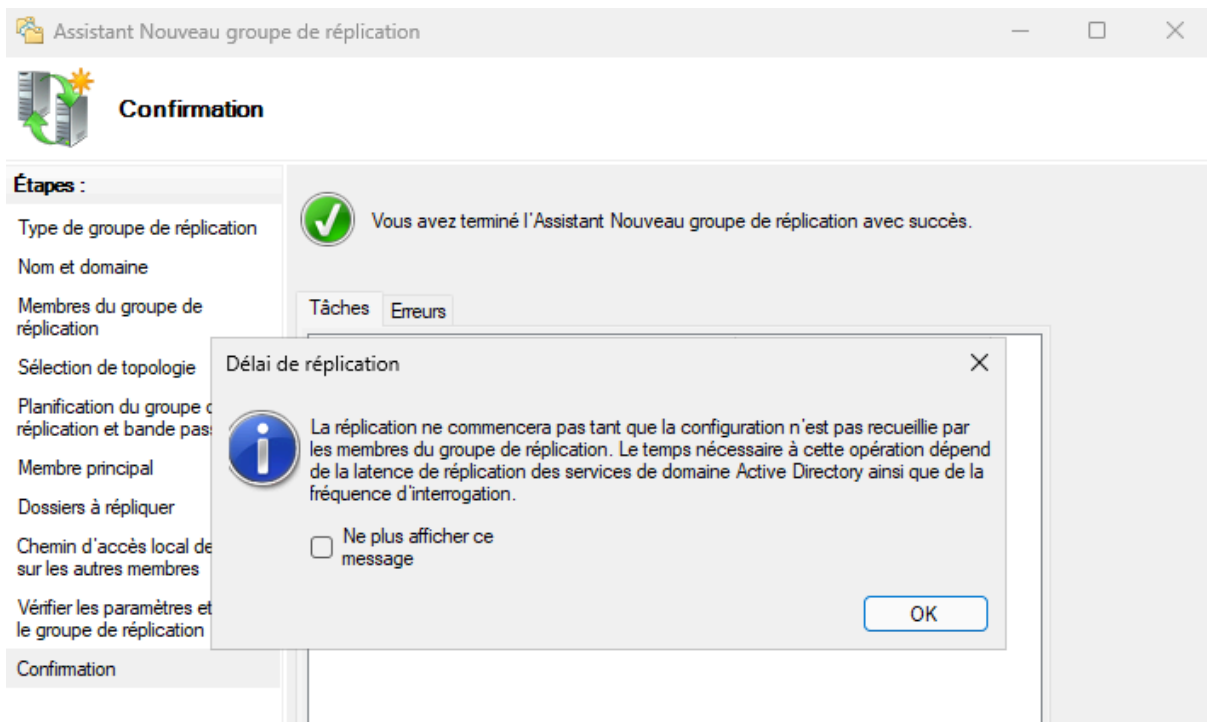 Assistant Nouveau groupe de réplication
Confirmation
Étapes :
Type de groupe de réplication
Nom et domaine
Membres du groupe de
réplication
Sélection de topologie
Planification du groupe
réplication et bande
Membre principal
Dossiers à répliquer
Chemin d'accès local
sur les autres membres
Vérifier les paramètres et
le groupe de réplication
Confirmation
Vous avez terminé l'Assistant Nouveau groupe de réplication avec succès.
Tâches
Erreurs
Délai de réplication
La réplication ne commencera pas tant que la configuration n'est pas recueillie par
les membres du groupe de réplication. Le temps nécessaire à cette opération dépend
de la latence de réplication des services de domaine Active Directory ainsi que de la
fréquence d'interrogation.
Ne plus afficher ce
message
OK